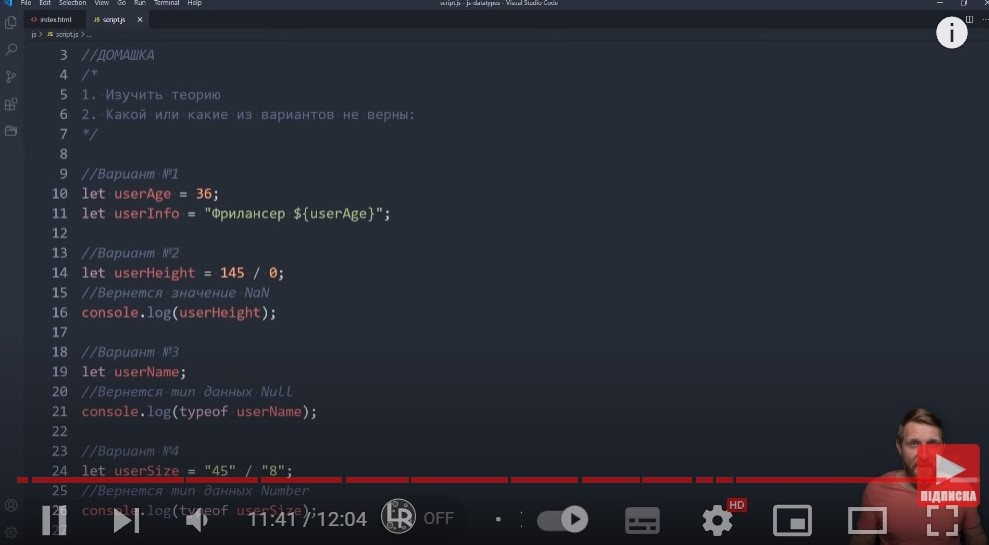 File Edit Selection View Go Run Terminal Help script.js - js-datatypes - Visual Studio Code
index.html JS script.js ×
js > JS script.js > ...
3 //ДОМАШКА
4 /*
5 1. Изучить теорию
6 2. Какой или какие из вариантов не верны:
7 */
8
9 //Вариант №1
10 let userAge = 36;
11 let userInfo = "Фрилансер ${userAge}";
12
13 //Вариант №2
14 let userHeight = 145 / 0;
15 //Вернется значение NaN
16 console.log(userHeight);
17
18 //Вариант №3
19 let userName;
20 //Вернется тип данных Null
21 console.log(typeof userName);
22
23 //Вариант №4
24 let userSize = "45" / "8";
25 //Вернется тип данных Number
26 console.log(typeof userSize);
27
ПІДПИСКА
11:41 / 12:04 LR OFF HD